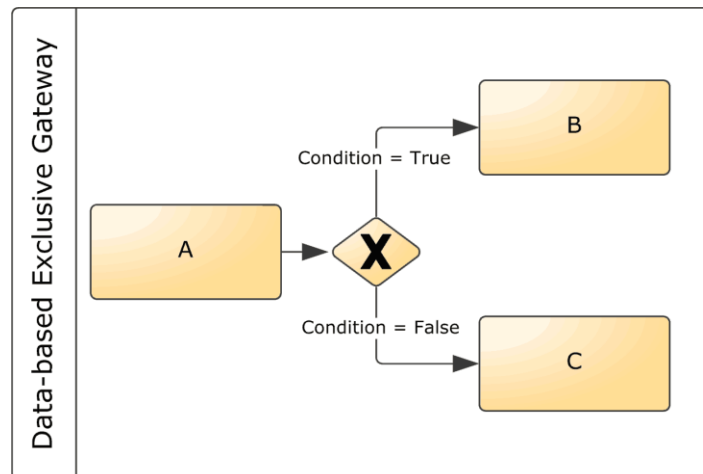 Data-based Exclusive Gateway
A
X
Condition = True
B
Condition = False
C